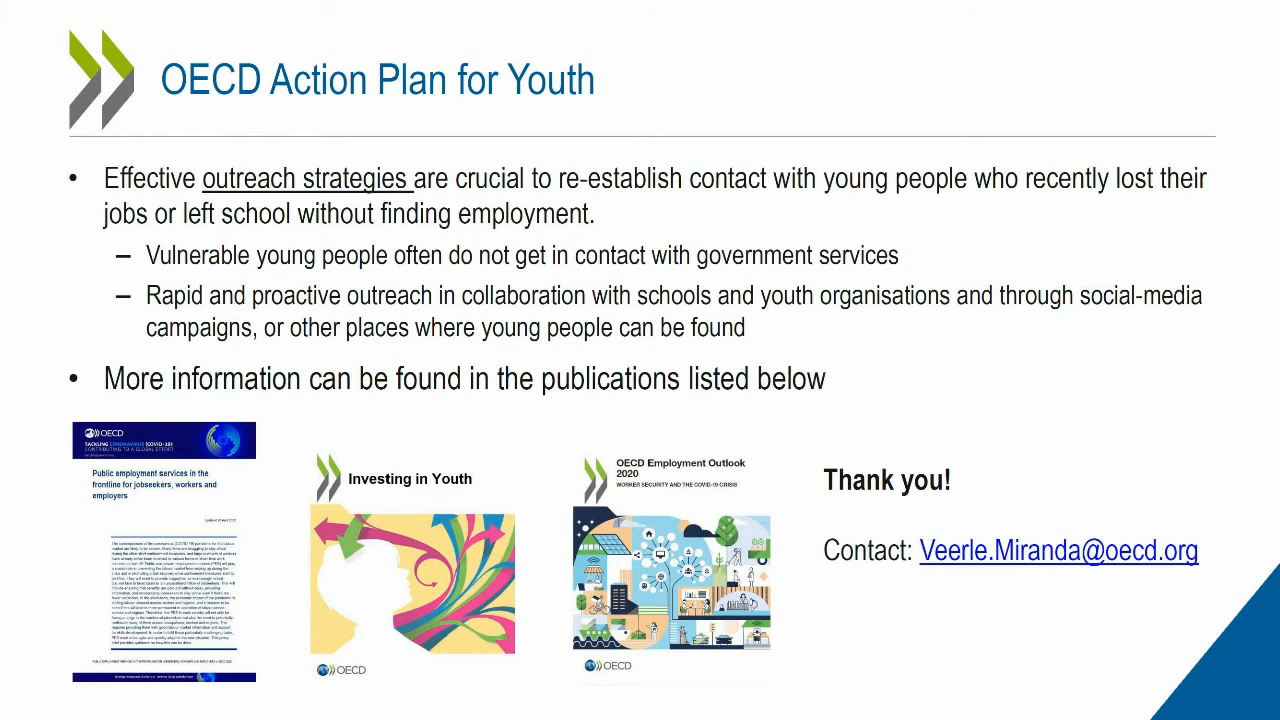 OECD Action Plan for Youth
• Effective outreach strategies are crucial to re-establish contact with young people who recently lost their
jobs or left school without finding employment.
– Vulnerable young people often do not get in contact with government services
– Rapid and proactive outreach in collaboration with schools and youth organisations and through social-media
campaigns, or other places where young people can be found
• More information can be found in the publications listed below
OECD
TACKLING CORONAVIRUS (COVID-19):
CONTRIBUTING TO A GLOBAL EFFORT
Public employment services in the
frontline for jobseekers, workers and
employers
Investing in Youth
OECD
OECD Employment Outlook
2020
WORKER SECURITY AND THE COVID-19 CRISIS
OECD
Thank you!
Contact: Veerle.Miranda@oecd.org